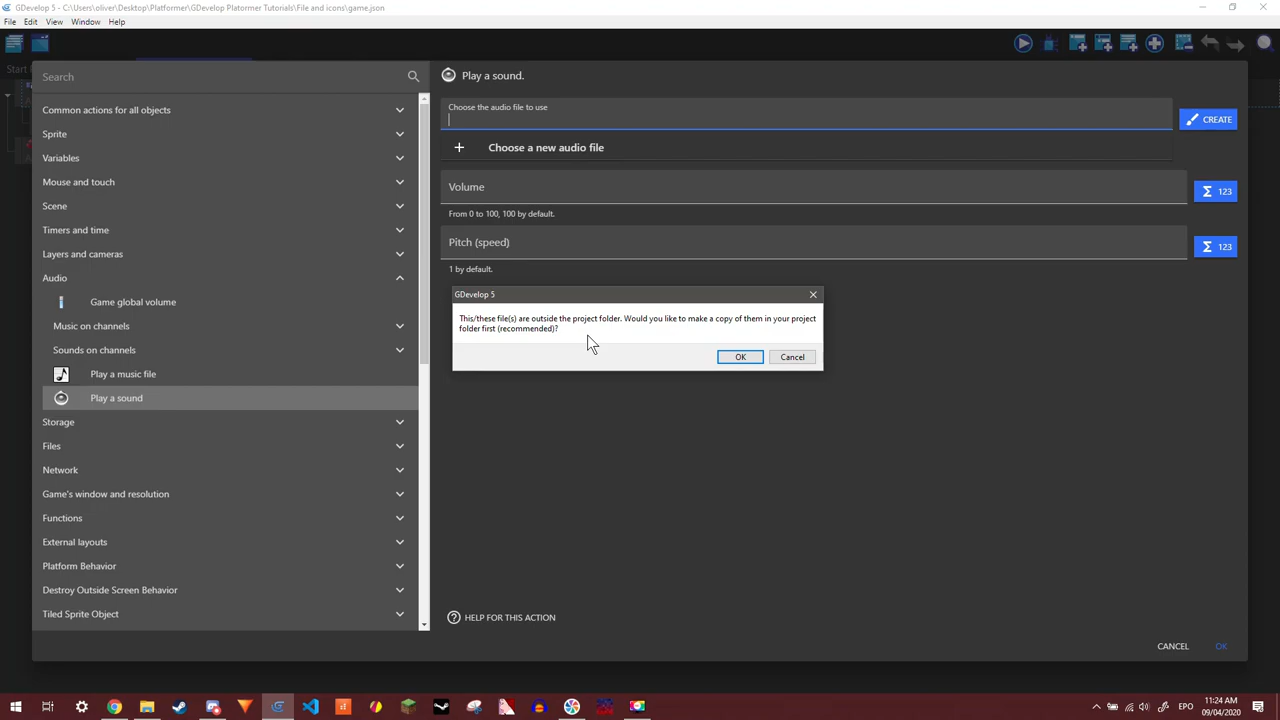 GDevelop 5 - C:\Users\oliver\Desktop\Platformer\GDevelop Platormer Tutorials\File and icons\game.json
File Edit View Window Help
Start
Search
Common actions for all objects
Sprite
Variables
Mouse and touch
Scene
Timers and time
Layers and cameras
Audio
Game global volume
Music on channels
Sounds on channels
Play a music file
Play a sound
Storage
Files
Network
Game's window and resolution
Functions
External layouts
Platform Behavior
Destroy Outside Screen Behavior
Tiled Sprite Object
Play a sound.
Choose the audio file to use
CREATE
Choose a new audio file
Volume
Σ 123
From 0 to 100, 100 by default.
Pitch (speed)
Σ 123
1 by default.
GDevelop 5
This/these file(s) are outside the project folder. Would you like to make a copy of them in your project
folder first (recommended)?
OK Cancel
HELP FOR THIS ACTION
CANCEL OK
EPO
11:24 AM
09/04/2020